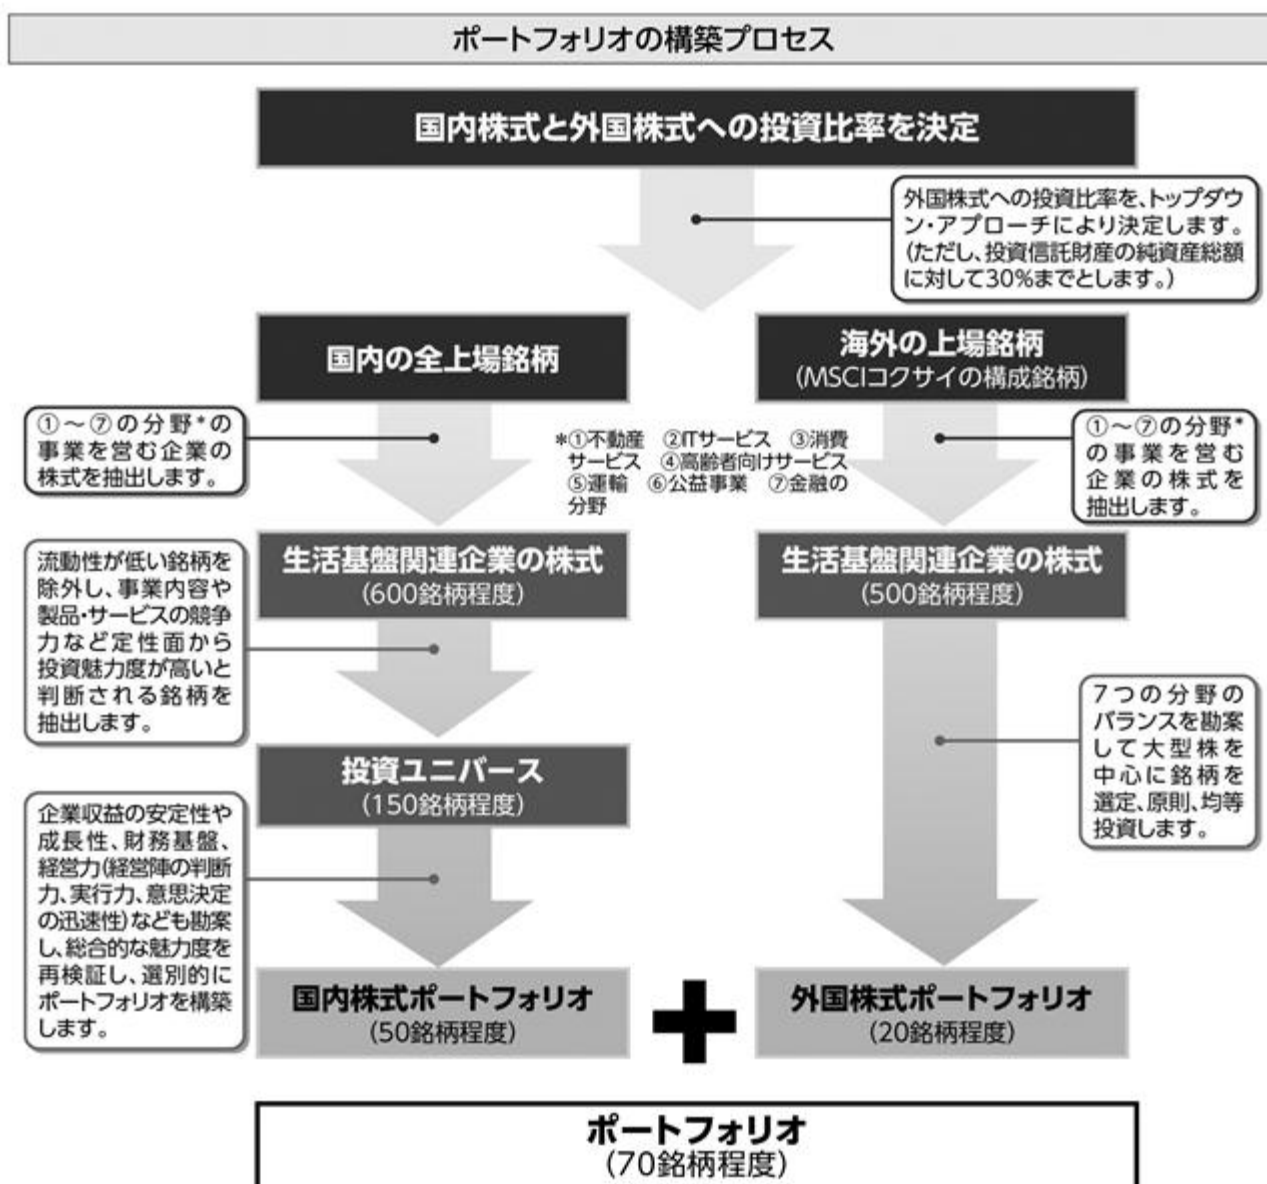 ポートフォリオの構築プロセス
国内株式と外国株式への投資比率を決定
外国株式への投資比率を、トップダウ
ン・アプローチにより決定します。
(ただし、投資信託財産の純資産総額
に対して30%までとします。)
国内の全上場銘柄
海外の上場銘柄
(MSCIコクサイの構成銘柄)
①～⑦の分野*の
事業を営む企業の
株式を抽出します。
*①不動産 ②ITサービス ③消費
サービス ④高齢者向けサービス
⑤運輸 ⑥公益事業 ⑦金融の
分野
①～⑦の分野*
の事業を営む
企業の株式を
抽出します。
生活基盤関連企業の株式
(600銘柄程度)
生活基盤関連企業の株式
(500銘柄程度)
流動性が低い銘柄を
除外し、事業内容や
製品・サービスの競争
力など定性面から
投資魅力度が高いと
判断される銘柄を
抽出します。
7つの分野の
バランスを勘案
して大型株を
中心に銘柄を
選定、原則、均等
投資します。
投資ユニバース
(150銘柄程度)
企業収益の安定性や
成長性、財務基盤、
経営力(経営陣の判断
力、実行力、意思決定
の迅速性)なども勘案
し、総合的な魅力度を
再検証し、選別的に
ポートフォリオを構築
します。
国内株式ポートフォリオ
(50銘柄程度)
外国株式ポートフォリオ
(20銘柄程度)
ポートフォリオ
(70銘柄程度)